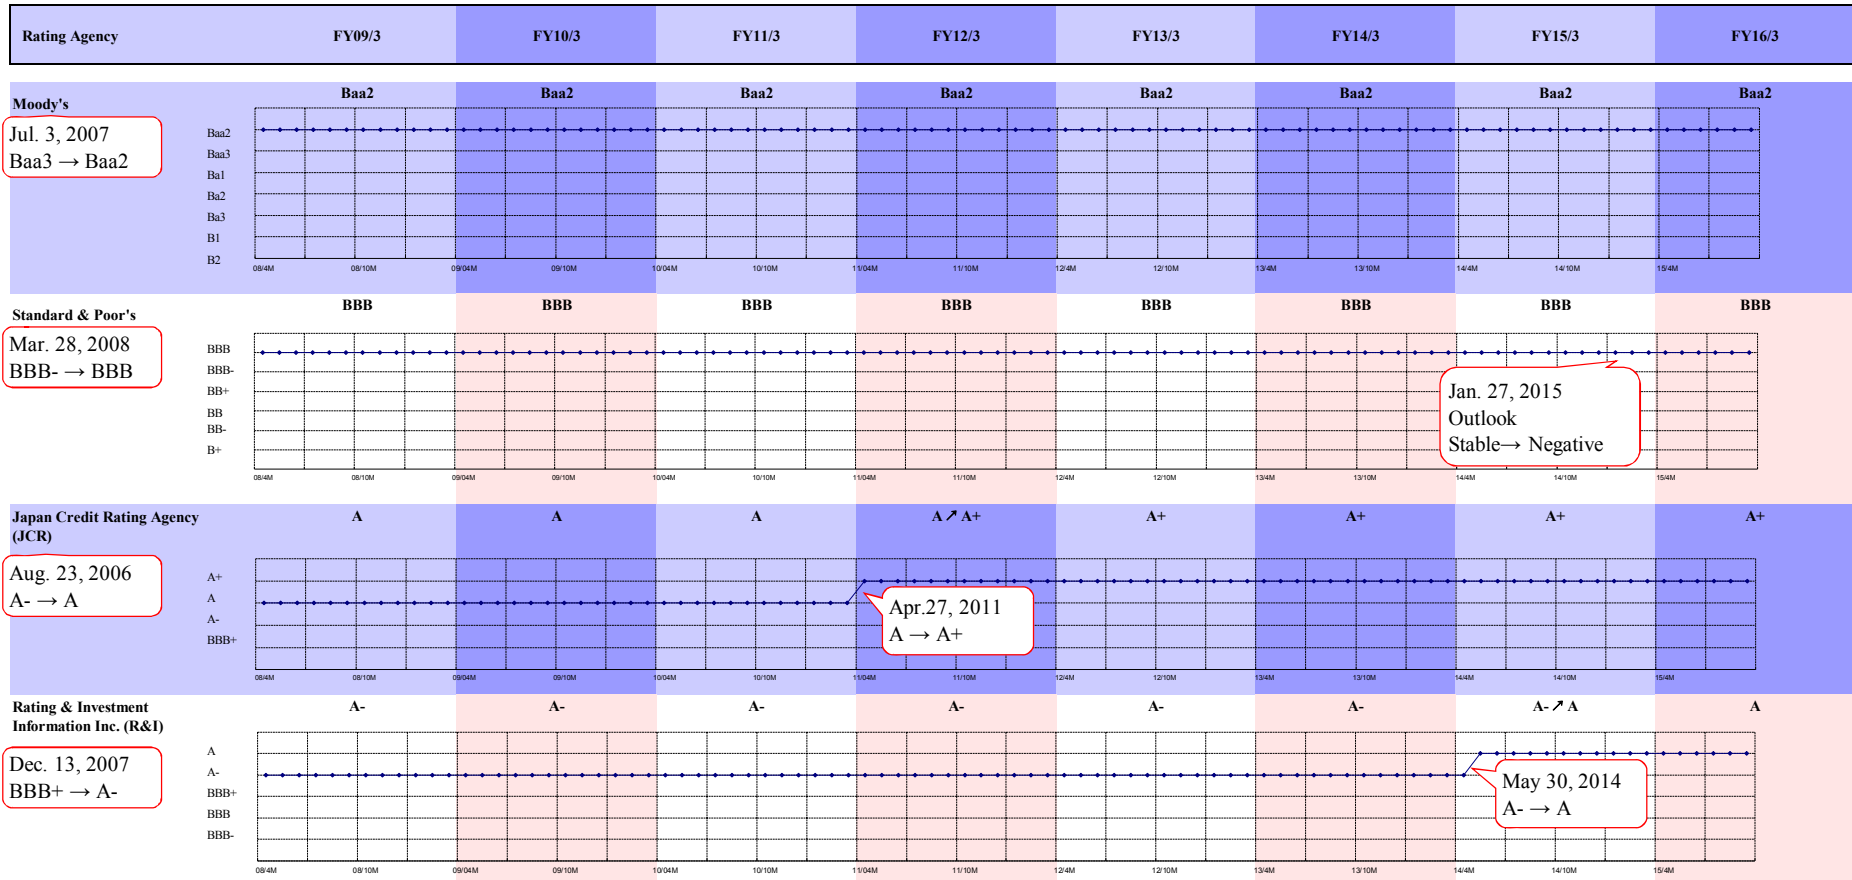 Rating Agency FY09/3 FY10/3 FY11/3 FY12/3 FY13/3 FY14/3 FY15/3 FY16/3
Moody's Baa2 Baa2 Baa2 Baa2 Baa2 Baa2 Baa2 Baa2
Jul. 3, 2007
Baa3 → Baa2
Baa2
Baa3
Ba1
Ba2
Ba3
B1
B2
08/4M 08/10M 09/04M 09/10M 10/04M 10/10M 11/04M 11/10M 12/4M 12/10M 13/4M 13/10M 14/4M 14/10M 15/4M
Standard & Poor's BBB BBB BBB BBB BBB BBB BBB BBB
Mar. 28, 2008
BBB- → BBB
BBB
BBB-
BB+
BB
BB-
B+
Jan. 27, 2015
Outlook
Stable→ Negative
08/4M 08/10M 09/04M 09/10M 10/04M 10/10M 11/04M 11/10M 12/4M 12/10M 13/4M 13/10M 14/4M 14/10M 15/4M
Japan Credit Rating Agency A A A A↗A+ A+ A+ A+ A+
(JCR)
Aug. 23, 2006
A- → A
A+
A
A-
BBB+
Apr.27, 2011
A → A+
08/4M 08/10M 09/04M 09/10M 10/04M 10/10M 11/04M 11/10M 12/4M 12/10M 13/4M 13/10M 14/4M 14/10M 15/4M
Rating & Investment A- A- A- A- A- A- A-↗A A
Information Inc. (R&I)
Dec. 13, 2007
BBB+ → A-
A
A-
BBB+
BBB
BBB-
May 30, 2014
A- → A
08/4M 08/10M 09/04M 09/10M 10/04M 10/10M 11/04M 11/10M 12/4M 12/10M 13/4M 13/10M 14/4M 14/10M 15/4M